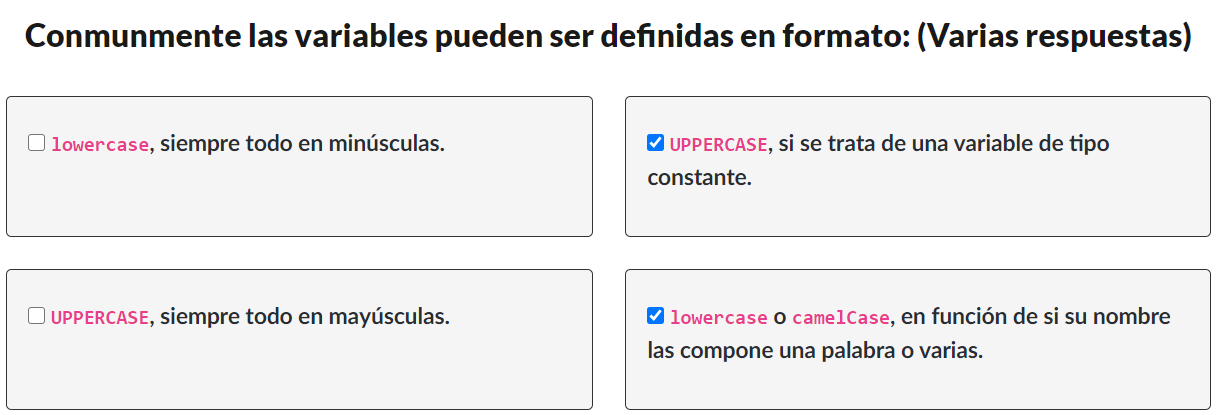 Conmunmente las variables pueden ser definidas en formato: (Varias respuestas)
lowercase, siempre todo en minúsculas.
UPPERCASE, si se trata de una variable de tipo
constante.
UPPERCASE, siempre todo en mayúsculas.
lowercase o camelCase, en función de si su nombre
las compone una palabra o varias.